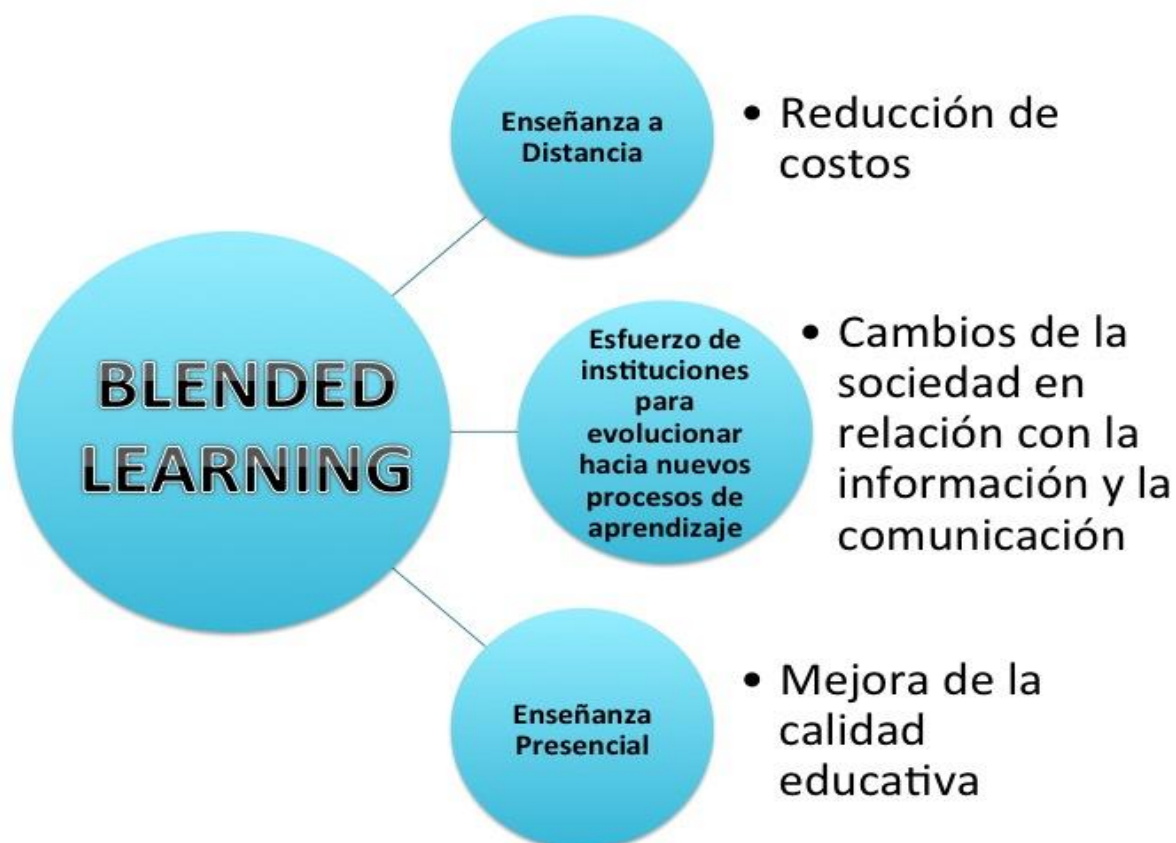 BLENDED
LEARNING
Enseñanza a
Distancia
• Reducción de
costos
Esfuerzo de
instituciones
para
evolucionar
hacia nuevos
procesos de
aprendizaje
• Cambios de la
sociedad en
relación con la
información y la
comunicación
Enseñanza
Presencial
• Mejora de la
calidad
educativa